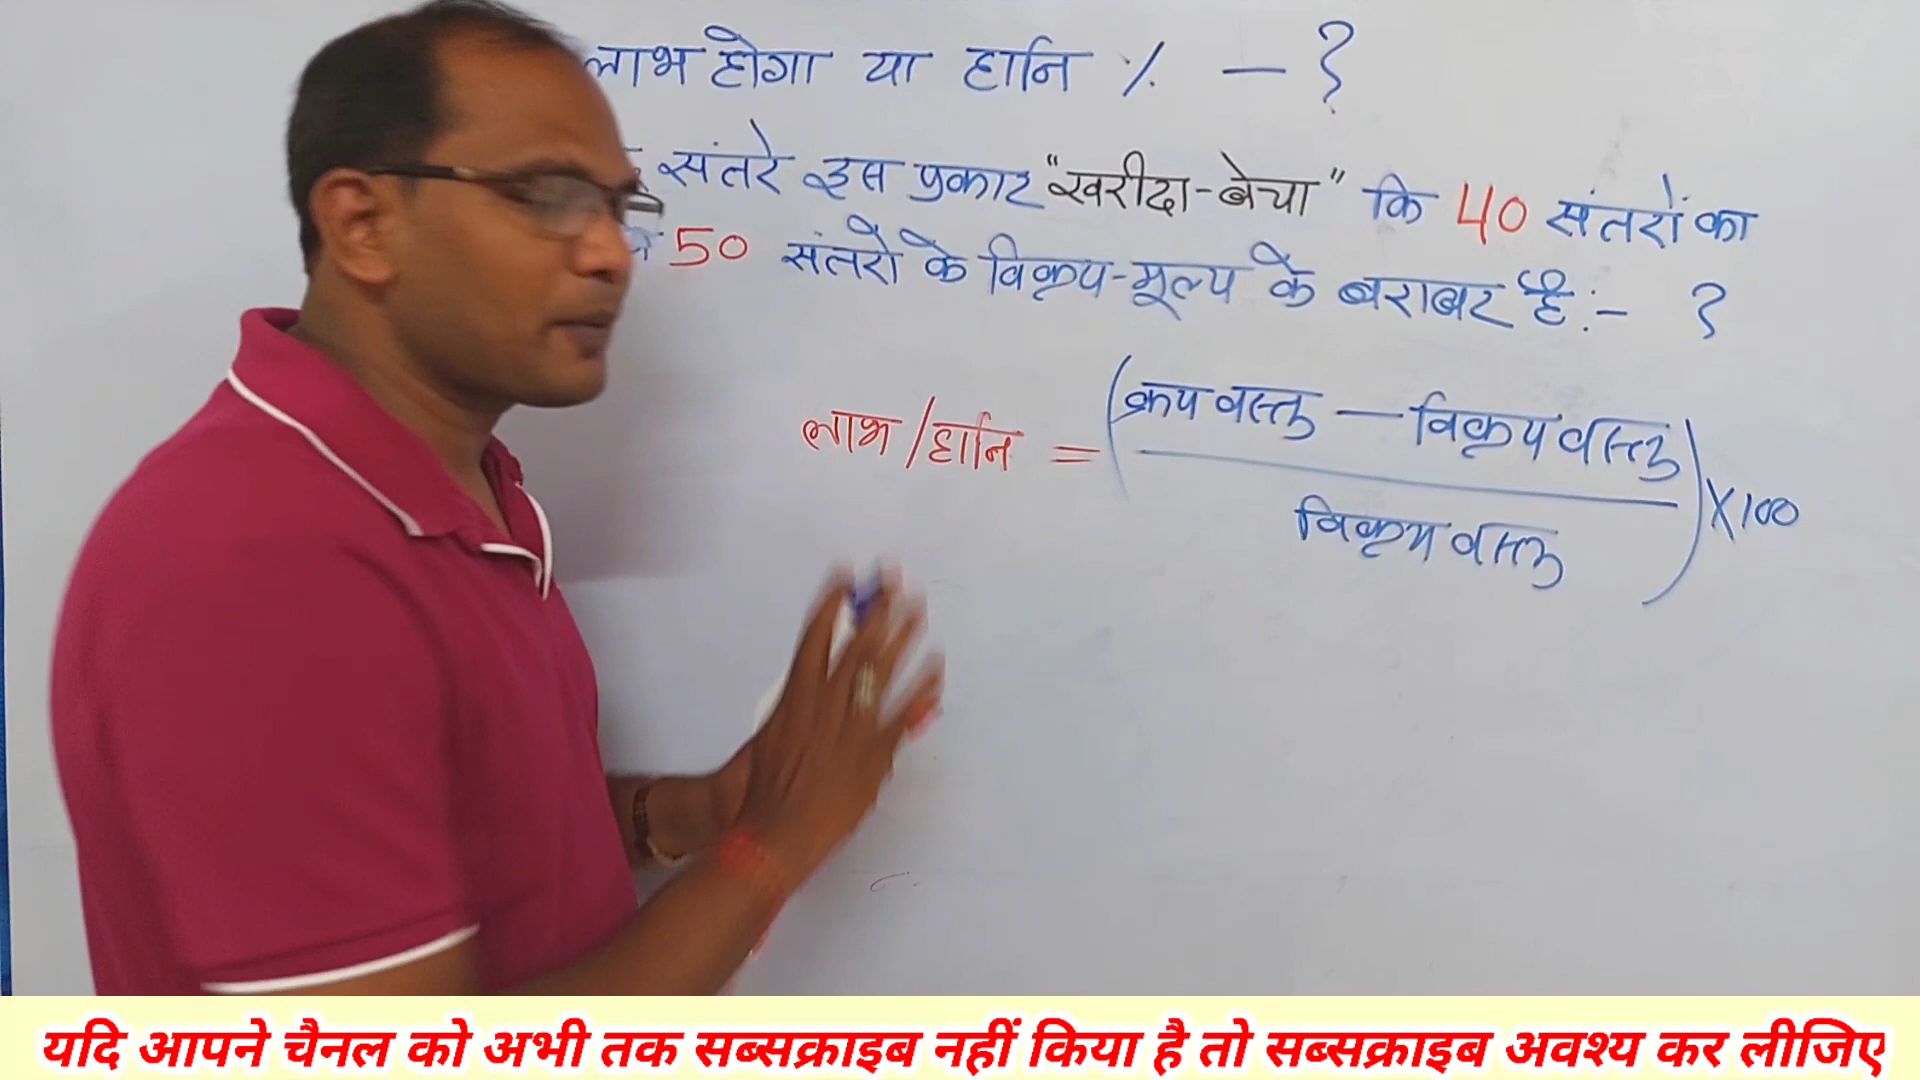 लाभ होगा या हानि % — ?
संतरे इस प्रकार "खरीदा-बेचा" कि 40 संतरों का
50 संतरों के विक्रय-मूल्य के बराबर है :- ?
लाभ/हानि = (क्रय वस्तु — विक्रय वस्तु
विक्रय वस्तु) X100
यदि आपने चैनल को अभी तक सब्सक्राइब नहीं किया है तो सब्सक्राइब अवश्य कर लीजिए